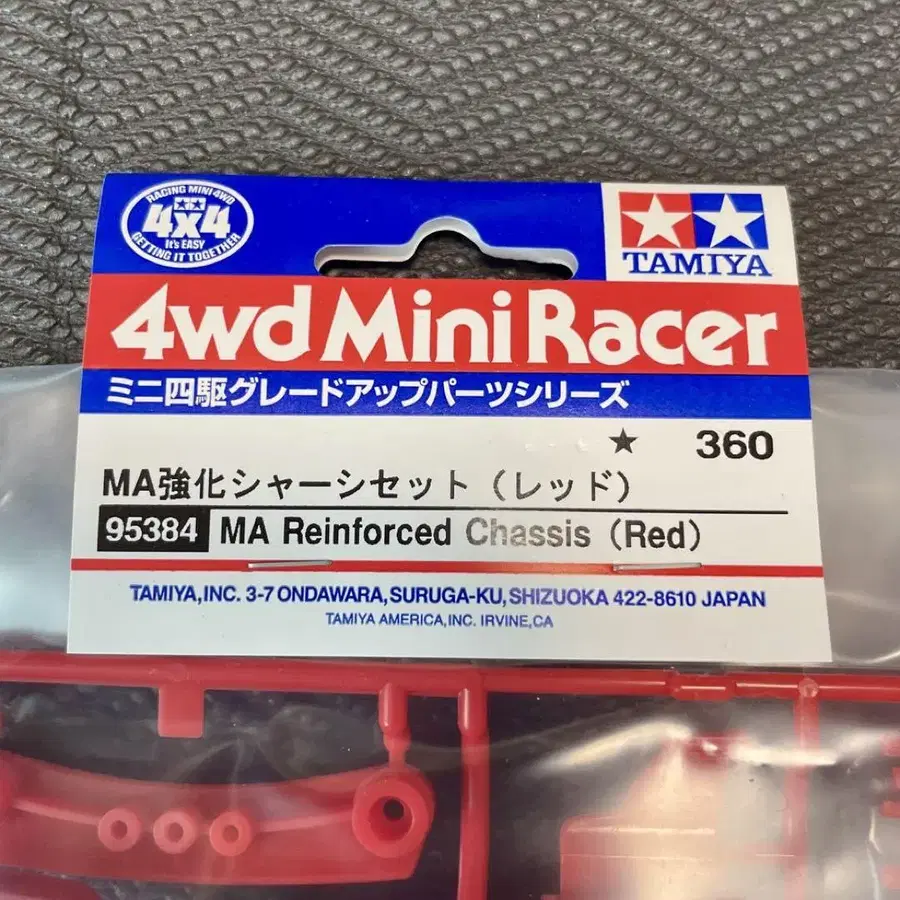 RACING MINI 4WD
4x4
It's EASY
GETTING IT TOGETHER
TAMIYA
4wd Mini Racer
ミニ四駆グレードアップパーツシリーズ
★ 360
MA強化シャーシセット（レッド）
95384 MA Reinforced Chassis (Red)
TAMIYA, INC. 3-7 ONDAWARA, SURUGA-KU, SHIZUOKA 422-8610 JAPAN
TAMIYA AMERICA, INC. IRVINE, CA